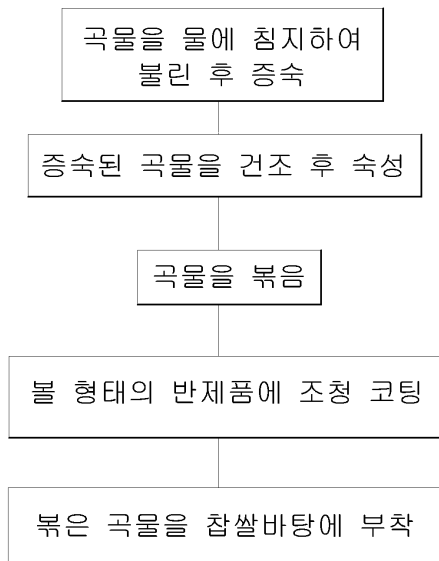 곡물을 물에 침지하여
불린 후 증숙
증숙된 곡물을 건조 후 숙성
곡물을 볶음
볼 형태의 반제품에 조청 코팅
볶은 곡물을 찹쌀바탕에 부착